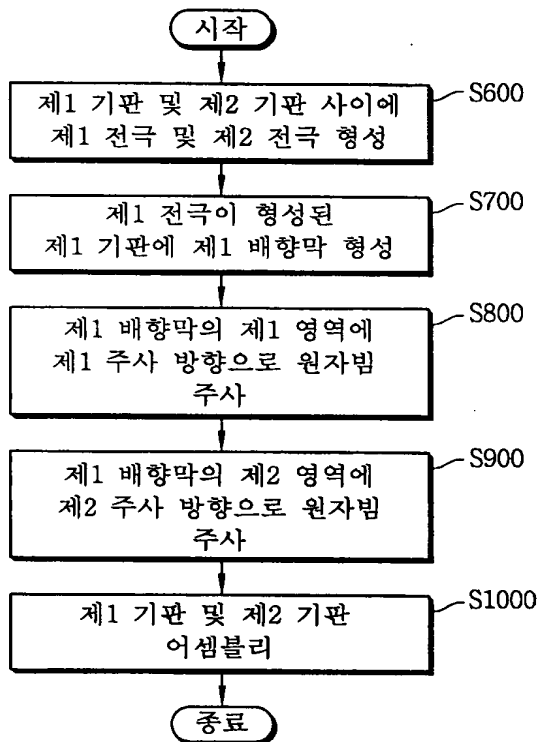 시작
제1 기판 및 제2 기판 사이에
제1 전극 및 제2 전극 형성
S600
제1 전극이 형성된
제1 기판에 제1 배향막 형성
S700
제1 배향막의 제1 영역에
제1 주사 방향으로 원자빔
주사
S800
제1 배향막의 제2 영역에
제2 주사 방향으로 원자빔
주사
S900
제1 기판 및 제2 기판
어셈블리
S1000
종료